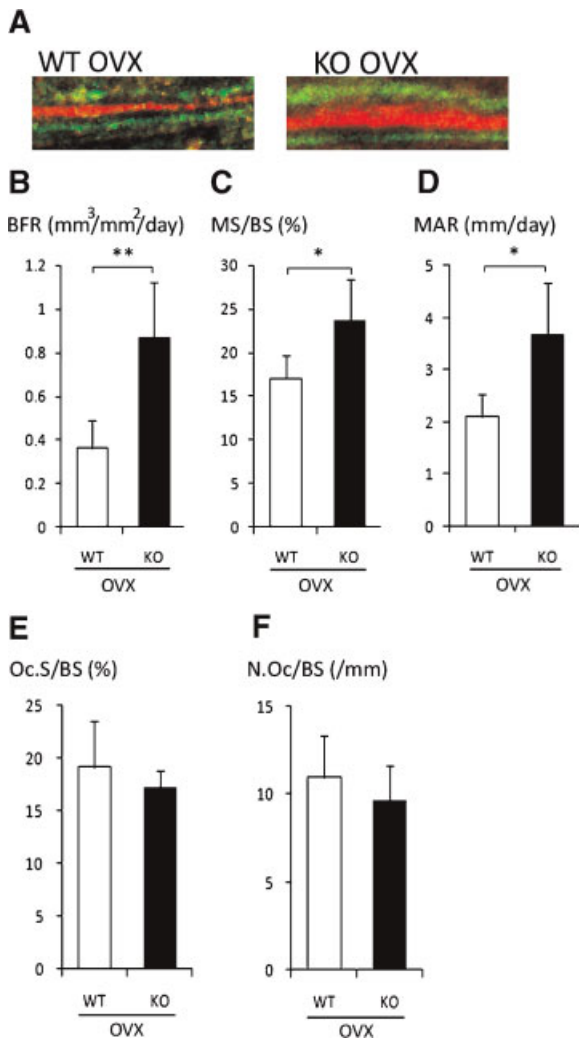 A
WT OVX
KO OVX
B
C
D
BFR (mm3/mm2/day)
MS/BS (%)
MAR (mm/day)
1.2
1
0.8
0.6
0.4
0.2
0
**
WT
KO
OVX
30
25
20
15
10
5
0
*
WT
KO
OVX
5
4
3
2
1
0
*
WT
KO
OVX
E
F
Oc.S/BS (%)
N.Oc/BS (/mm)
25
20
15
10
5
0
WT
KO
OVX
15
10
5
0
WT
KO
OVX